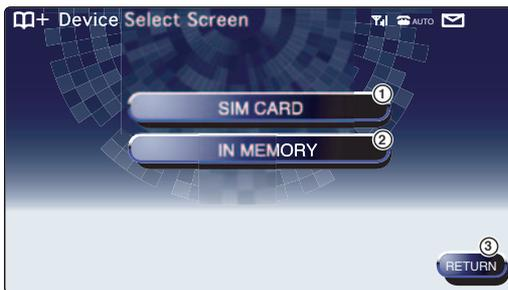 + Device Select Screen AUTO
SIM CARD ①
IN MEMORY ②
③
RETURN